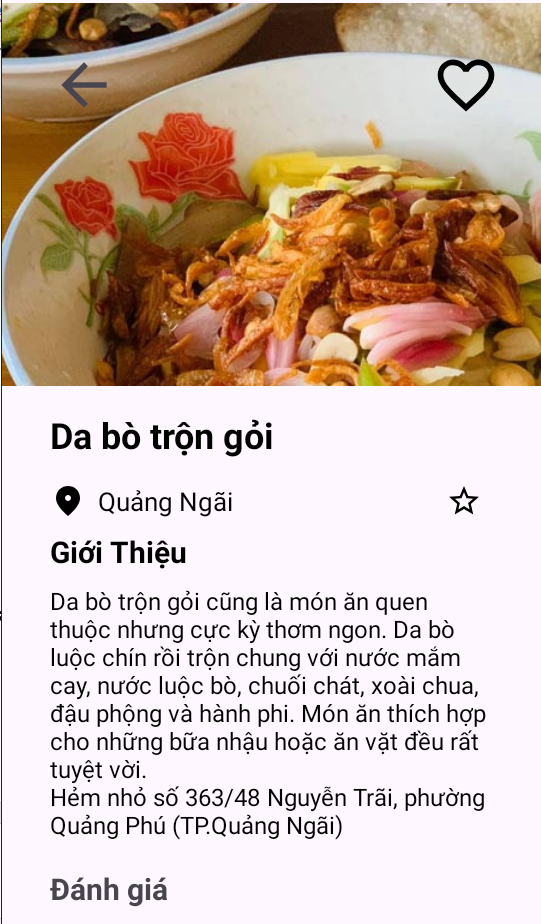 Da bò trộn gỏi
Quảng Ngãi
Giới Thiệu
Da bò trộn gỏi cũng là món ăn quen
thuộc nhưng cực kỳ thơm ngon. Da bò
luộc chín rồi trộn chung với nước mắm
cay, nước luộc bò, chuối chát, xoài chua,
đậu phộng và hành phi. Món ăn thích hợp
cho những bữa nhậu hoặc ăn vặt đều rất
tuyệt vời.
Hẻm nhỏ số 363/48 Nguyễn Trãi, phường
Quảng Phú (TP.Quảng Ngãi)
Đánh giá